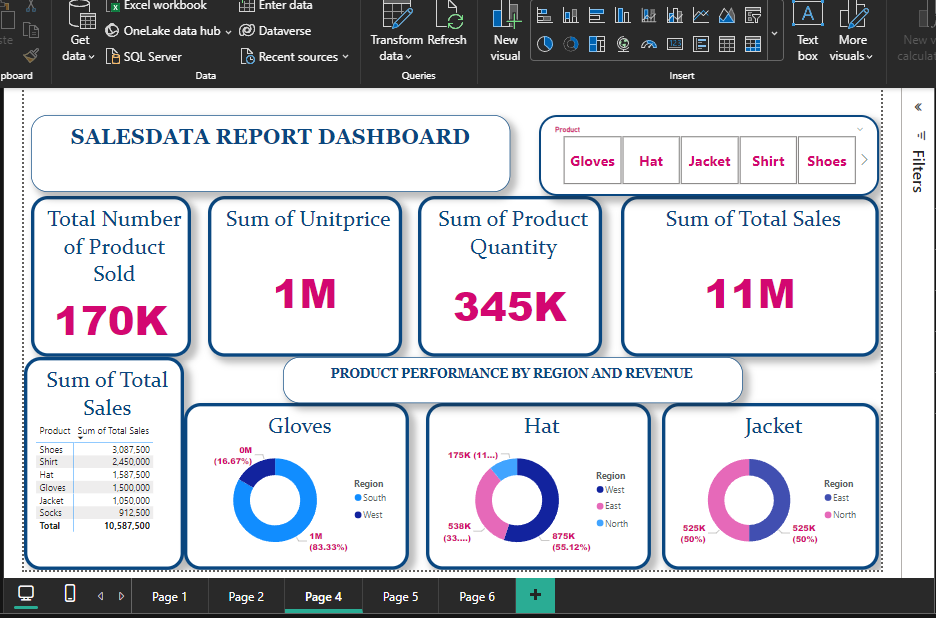 Excel workbook
Enter data
OneLake data hub
Dataverse
Get
data
SQL Server
Recent sources
Transform
data
Refresh
New
visual
Text
box
More
visuals
New
Data
Queries
Insert
SALESDATA REPORT DASHBOARD
Product
Gloves Hat Jacket Shirt Shoes
Filters
Total Number
of Product
Sold
170K
Sum of Unitprice
1M
Sum of Product
Quantity
345K
Sum of Total Sales
11M
Sum of Total
Sales
Product Sum of Total Sales
Shoes 3,087,500
Shirt 2,450,000
Hat 1,587,500
Gloves 1,500,000
Jacket 1,050,000
Socks 912,500
Total 10,587,500
PRODUCT PERFORMANCE BY REGION AND REVENUE
Gloves
0M
(16.67%)
1M
(83.33%)
Region
South
West
Hat
175K (11...)
538K
(33....)
875K
(55.12%)
Region
West
East
North
Jacket
525K
(50%)
525K
(50%)
Region
East
North
Page 1 Page 2 Page 4 Page 5 Page 6